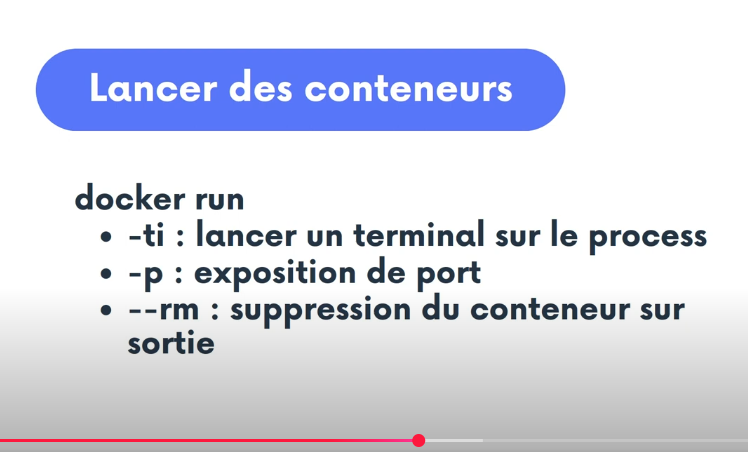 Lancer des conteneurs
docker run
• -ti : lancer un terminal sur le process
• -p : exposition de port
• --rm : suppression du conteneur sur
sortie